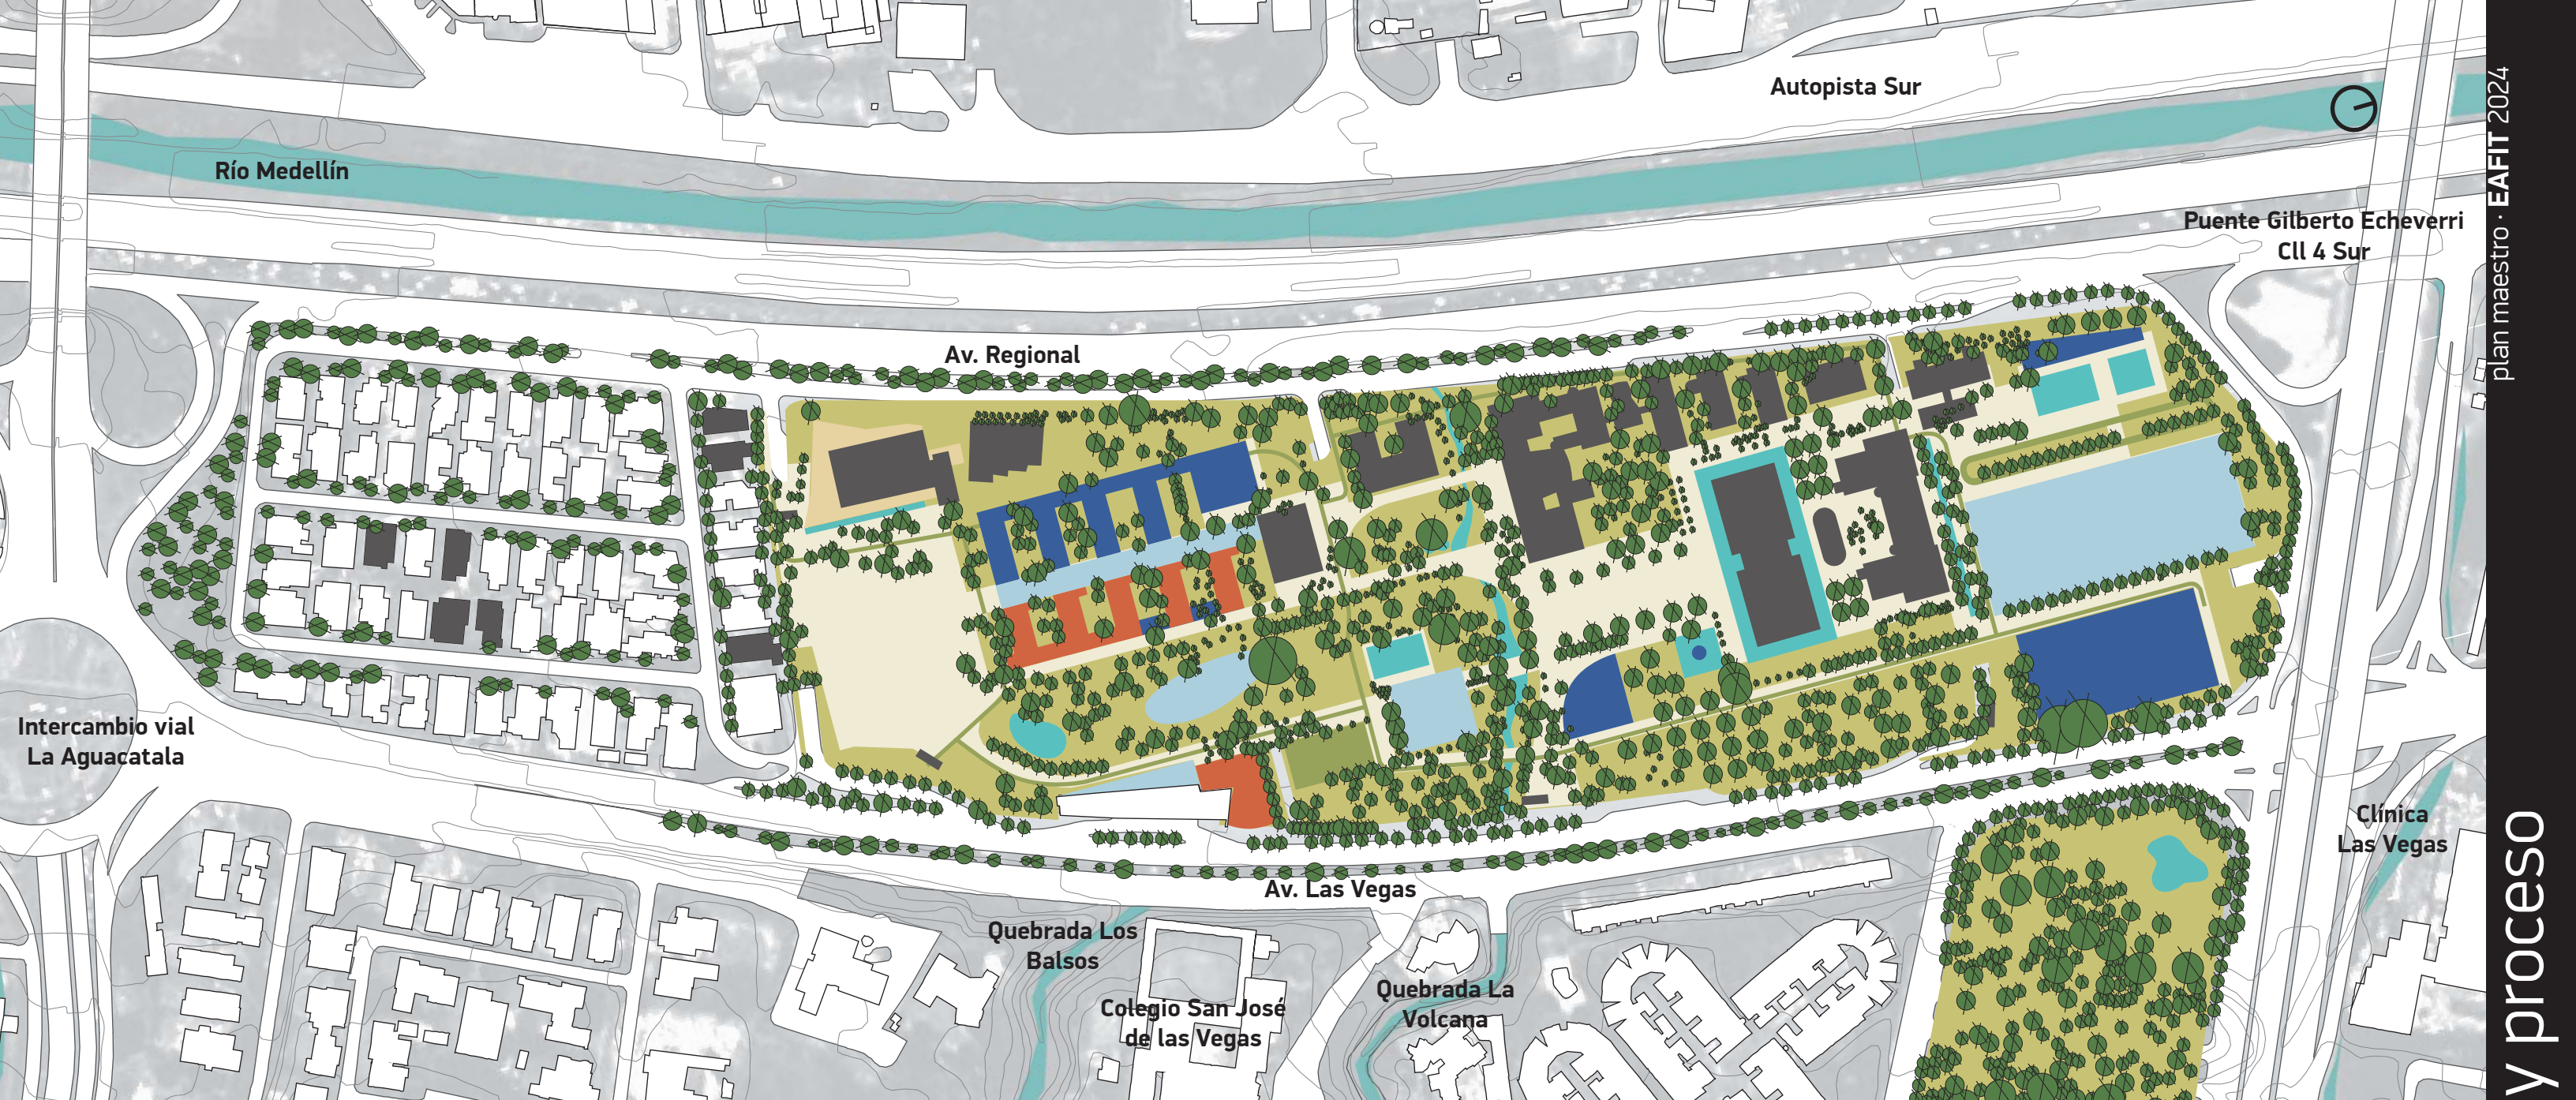 Autopista Sur
Río Medellín
Puente Gilberto Echeverri
Cll 4 Sur
Av. Regional
Intercambio vial
La Aguacatala
Clínica
Las Vegas
Av. Las Vegas
Quebrada Los
Balsos
Colegio San José
de las Vegas
Quebrada La
Volcana
plan maestro · EAFIT 2024
y proceso